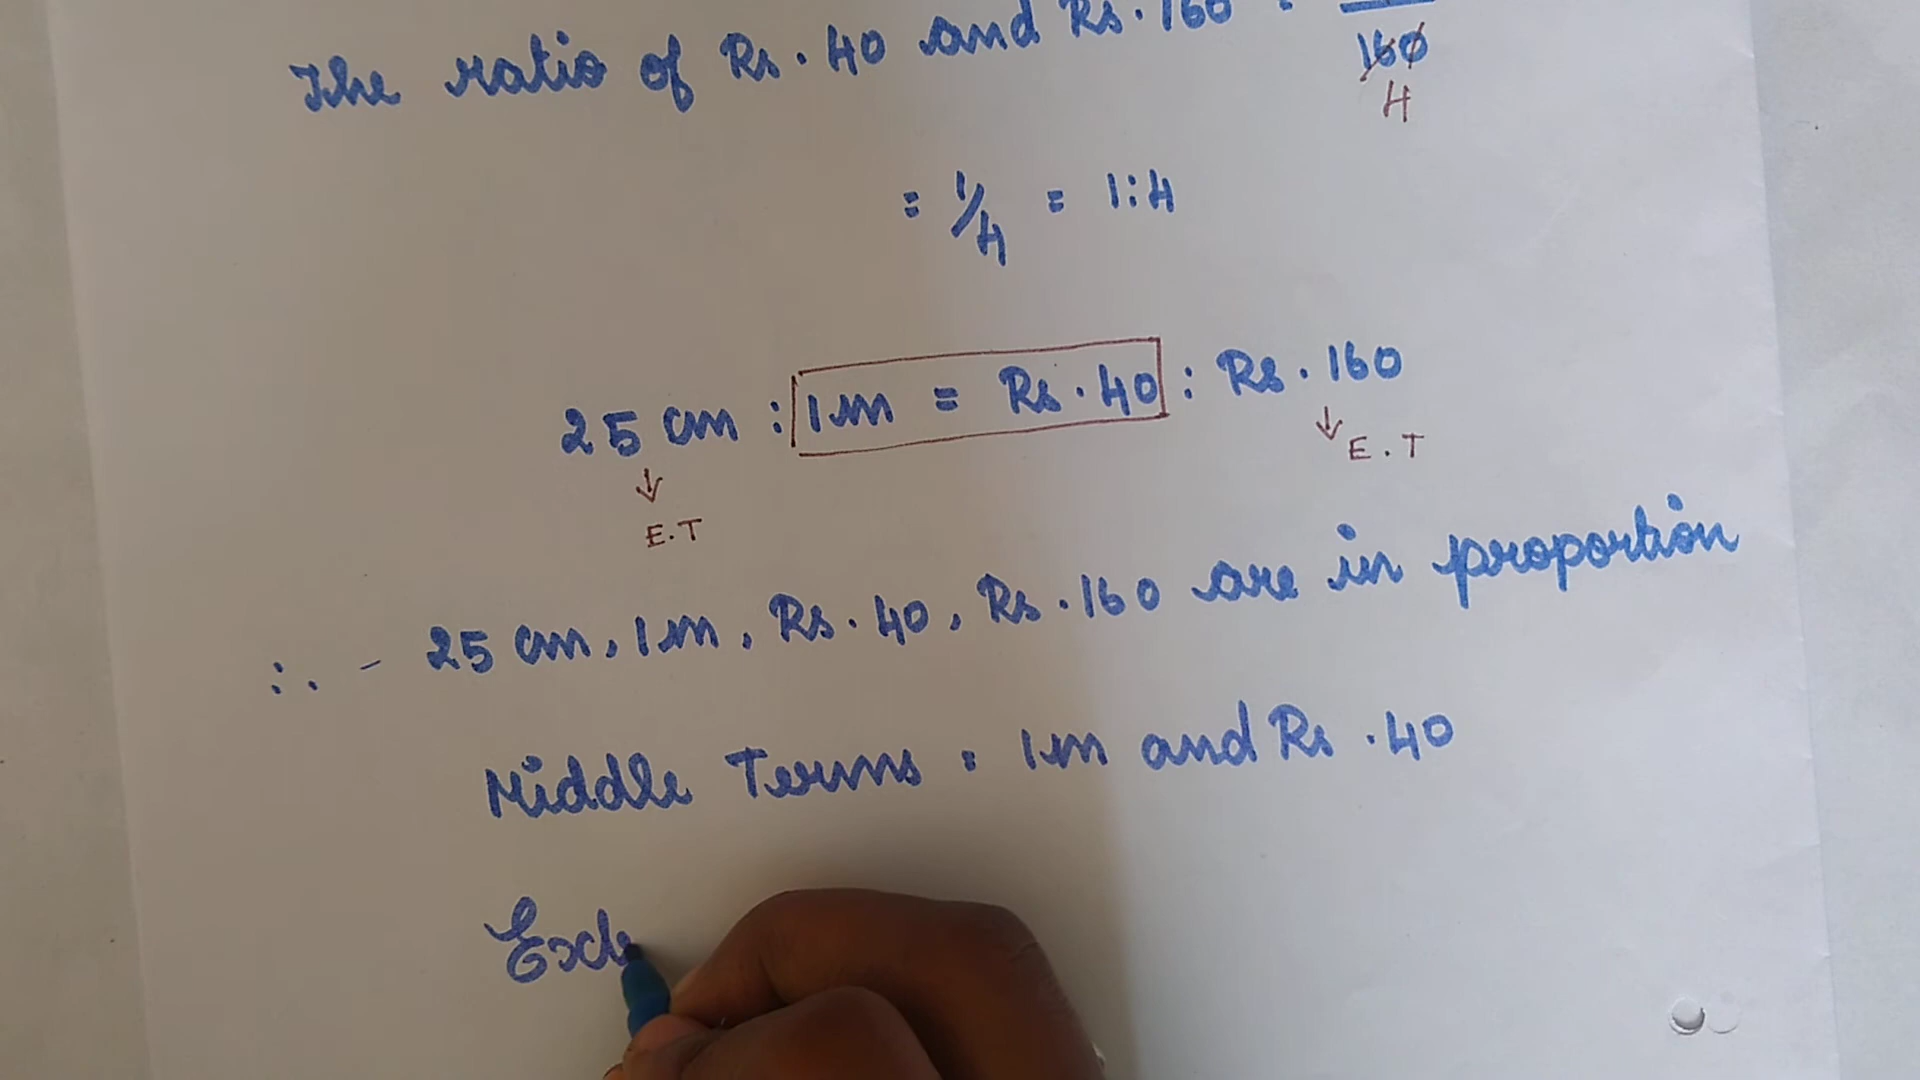 The ratio of Rs. 40 and Rs. 160
160
4
= 1/4 = 1:4
25 cm : 1m = Rs. 40 : Rs. 160
E.T
E.T
∴ - 25 cm, 1m, Rs. 40, Rs. 160 are in proportion
Middle Terms = 1m and Rs. 40